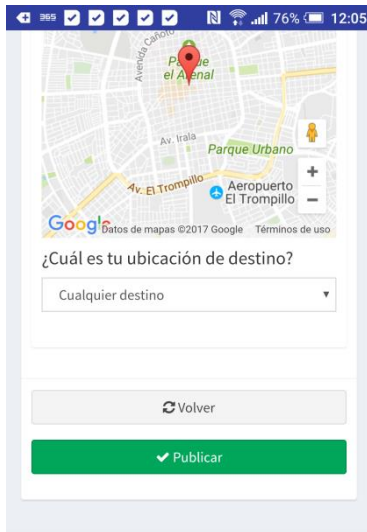 365 76% 12:05
Avenida Cañoto
Parque
el Arenal
Av. Irala
Parque Urbano
Av. El Trompillo
Aeropuerto
El Trompillo
Google Datos de mapas ©2017 Google Términos de uso
¿Cuál es tu ubicación de destino?
Cualquier destino
Volver
Publicar